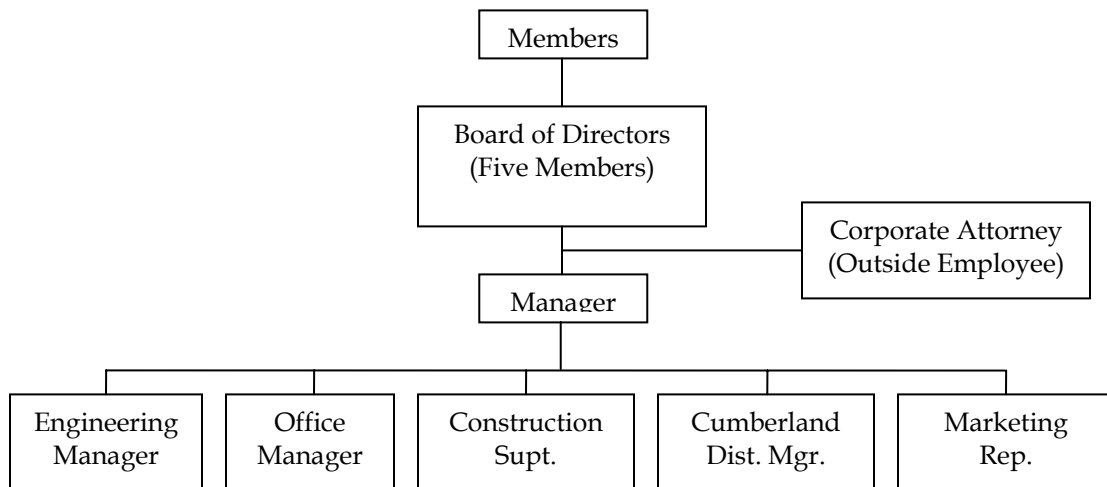 Members
Board of Directors
(Five Members)
Corporate Attorney
(Outside Employee)
Manager
Engineering
Manager
Office
Manager
Construction
Supt.
Cumberland
Dist. Mgr.
Marketing
Rep.